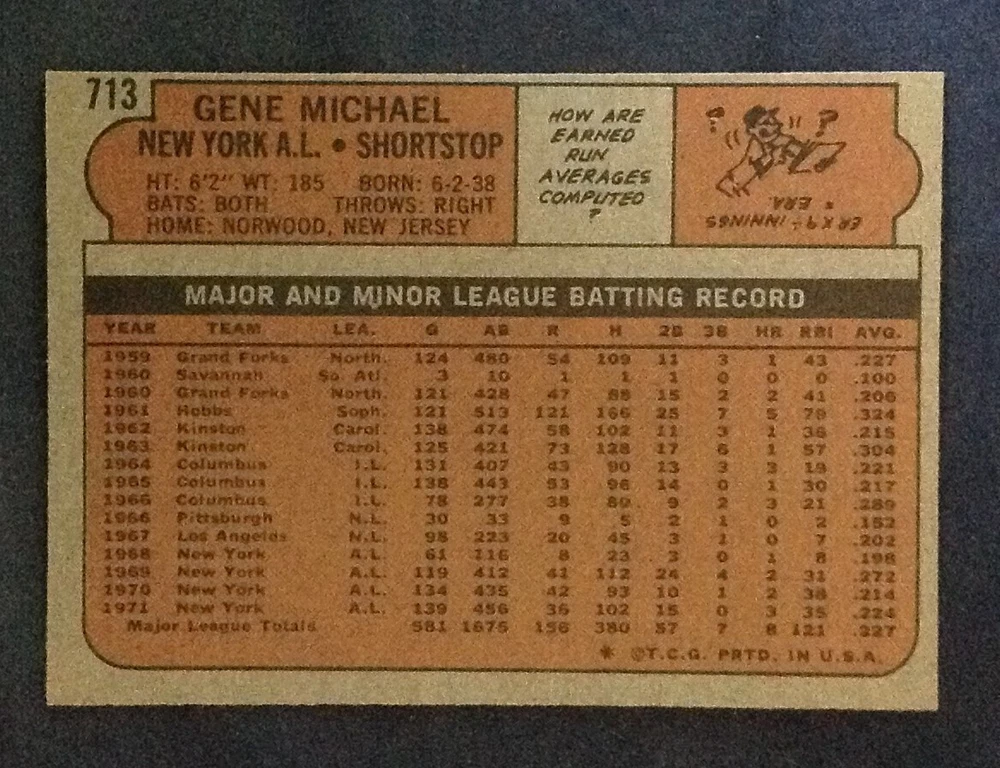 713
GENE MICHAEL
NEW YORK A.L. • SHORTSTOP
HT: 6'2" WT: 185 BORN: 6-2-38
BATS: BOTH THROWS: RIGHT
HOME: NORWOOD, NEW JERSEY
HOW ARE
EARNED
RUN
AVERAGES
COMPUTED
?
? ?
ER X 9 ÷ INNINGS
= ERA
MAJOR AND MINOR LEAGUE BATTING RECORD
YEAR TEAM LEA. G AB R H 2B 3B HR RBI AVG.
1959 Grand Forks North. 124 480 54 109 11 3 1 43 .227
1960 Savannah So. Atl. 3 10 1 1 1 0 0 0 .100
1960 Grand Forks North. 121 428 47 88 15 2 2 41 .206
1961 Hobbs Soph. 121 513 121 166 25 7 5 79 .324
1962 Kinston Carol. 138 474 58 102 11 3 1 36 .215
1963 Kinston Carol. 125 421 73 128 17 6 1 57 .304
1964 Columbus I.L. 131 407 43 90 13 3 3 19 .221
1965 Columbus I.L. 138 443 53 96 14 0 1 30 .217
1966 Columbus I.L. 78 277 38 80 9 2 3 21 .289
1966 Pittsburgh N.L. 30 33 9 5 2 1 0 2 .152
1967 Los Angeles N.L. 98 223 20 45 3 1 0 7 .202
1968 New York A.L. 61 116 8 23 3 0 1 8 .198
1969 New York A.L. 119 412 41 112 24 4 2 31 .272
1970 New York A.L. 134 435 42 93 10 1 2 38 .214
1971 New York A.L. 139 456 36 102 15 0 3 35 .224
Major League Totals 581 1675 156 380 57 7 8 121 .227
* ©T.C.G. PRTD. IN U.S.A.